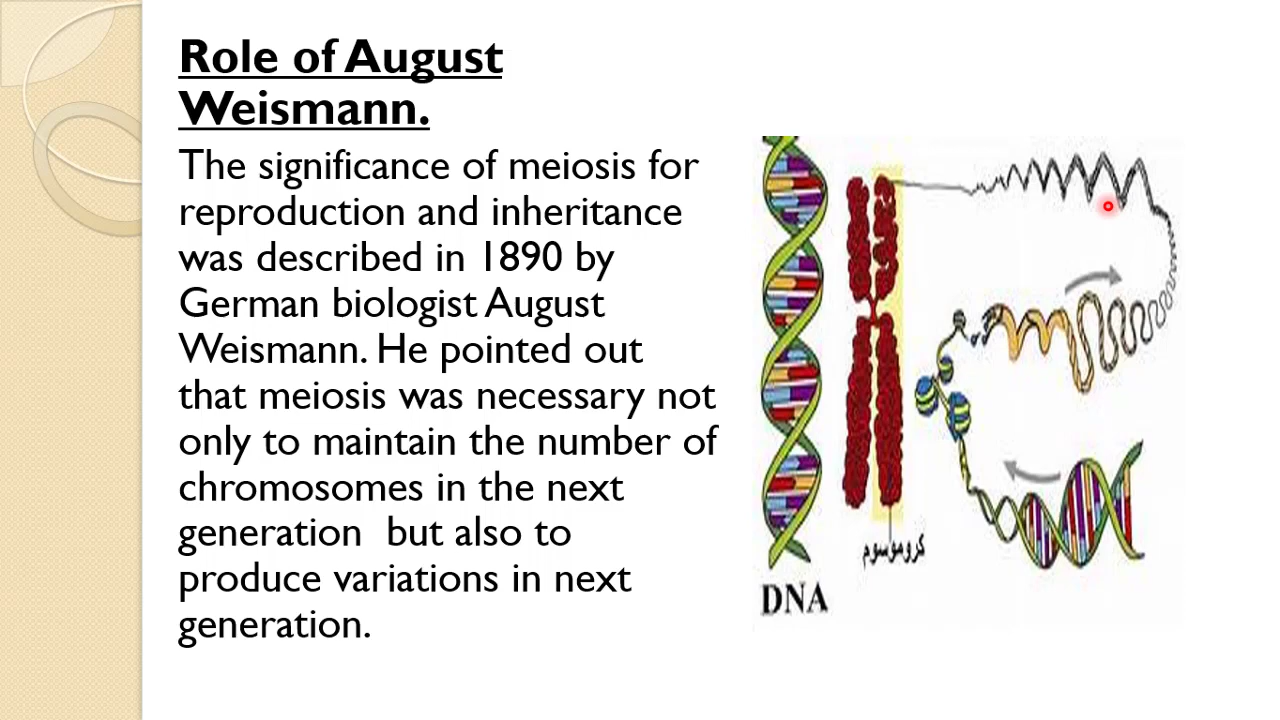 Role of August
Weismann.
The significance of meiosis for
reproduction and inheritance
was described in 1890 by
German biologist August
Weismann. He pointed out
that meiosis was necessary not
only to maintain the number of
chromosomes in the next
generation  but also to
produce variations in next
generation.
كروموسوم
DNA